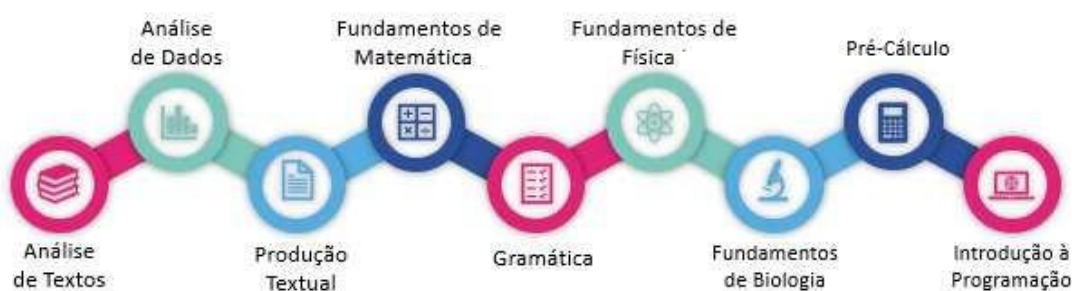 Análise
de Dados
Fundamentos de
Matemática
Fundamentos de
Física
Pré-Cálculo
Análise
de Textos
Produção
Textual
Gramática
Fundamentos
de Biologia
Introdução à
Programação